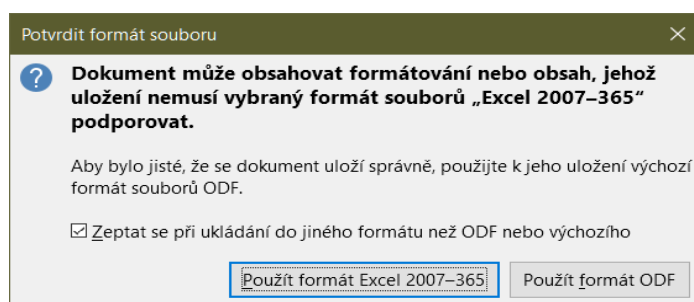 Potvrdit formát souboru
Dokument může obsahovat formátování nebo obsah, jehož
uložení nemusí vybraný formát souborů „Excel 2007–365“
podporovat.
Aby bylo jisté, že se dokument uloží správně, použijte k jeho uložení výchozí
formát souborů ODF.
Zeptat se při ukládání do jiného formátu než ODF nebo výchozího
Použít formát Excel 2007–365 Použít formát ODF